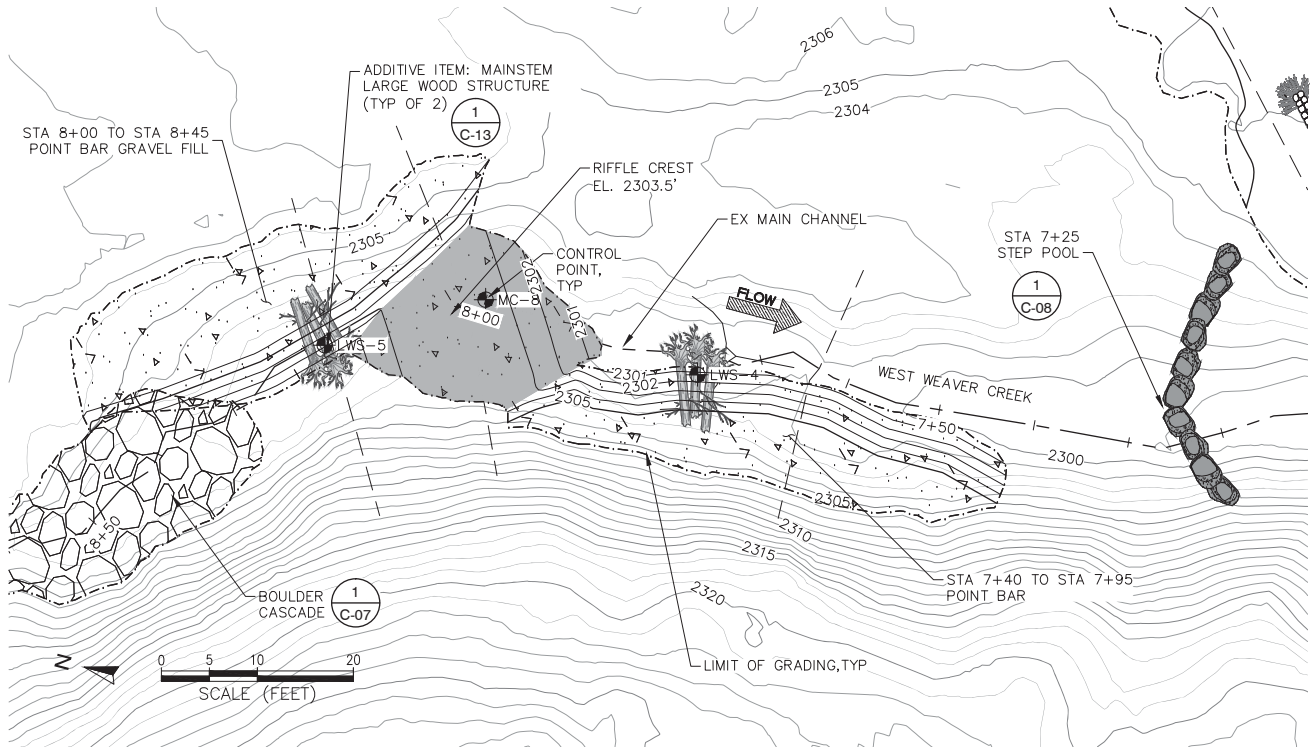 2306
2305
2304
ADDITIVE ITEM: MAINSTEM
LARGE WOOD STRUCTURE
(TYP OF 2)
1
C-13
STA 8+00 TO STA 8+45
POINT BAR GRAVEL FILL
RIFFLE CREST
EL. 2303.5'
EX MAIN CHANNEL
2305
CONTROL
POINT,
TYP
2302
2301
MC-8
8+00
LWS-5
FLOW
STA 7+25
STEP POOL
1
C-08
2301
2302
2305
LWS-4
WEST WEAVER CREEK
7+50
2300
2305
2310
2315
2320
8+50
BOULDER
CASCADE
1
C-07
STA 7+40 TO STA 7+95
POINT BAR
LIMIT OF GRADING,TYP
N
0 5 10 20
SCALE (FEET)